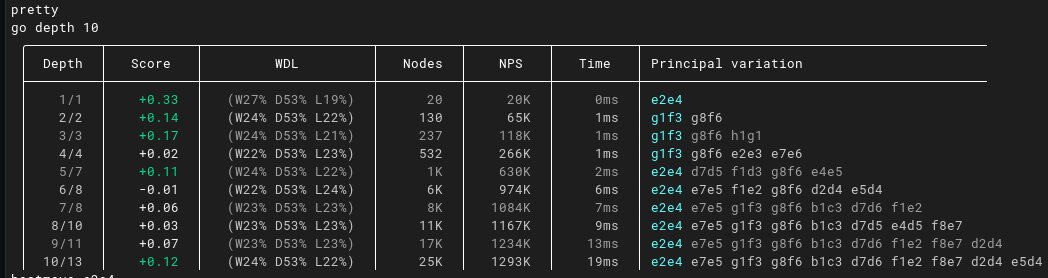 pretty
go depth 10
Depth Score WDL Nodes NPS Time Principal variation
1/1 +0.33 (W27% D53% L19%) 20 20K 0ms e2e4
2/2 +0.14 (W24% D53% L22%) 130 65K 1ms g1f3 g8f6
3/3 +0.17 (W24% D53% L21%) 237 118K 1ms g1f3 g8f6 h1g1
4/4 +0.02 (W22% D53% L23%) 532 266K 1ms g1f3 g8f6 e2e3 e7e6
5/7 +0.11 (W24% D53% L22%) 1K 630K 2ms e2e4 d7d5 f1d3 g8f6 e4e5
6/8 -0.01 (W22% D53% L24%) 6K 974K 6ms e2e4 e7e5 f1e2 g8f6 d2d4 e5d4
7/8 +0.06 (W23% D53% L23%) 8K 1084K 7ms e2e4 e7e5 g1f3 g8f6 b1c3 d7d6 f1e2
8/10 +0.03 (W23% D53% L23%) 11K 1167K 9ms e2e4 e7e5 g1f3 g8f6 b1c3 d7d5 e4d5 f8e7
9/11 +0.07 (W23% D53% L23%) 17K 1234K 13ms e2e4 e7e5 g1f3 g8f6 b1c3 d7d6 f1e2 f8e7 d2d4
10/13 +0.12 (W24% D53% L22%) 25K 1293K 19ms e2e4 e7e5 g1f3 g8f6 b1c3 d7d6 f1e2 f8e7 d2d4 e5d4